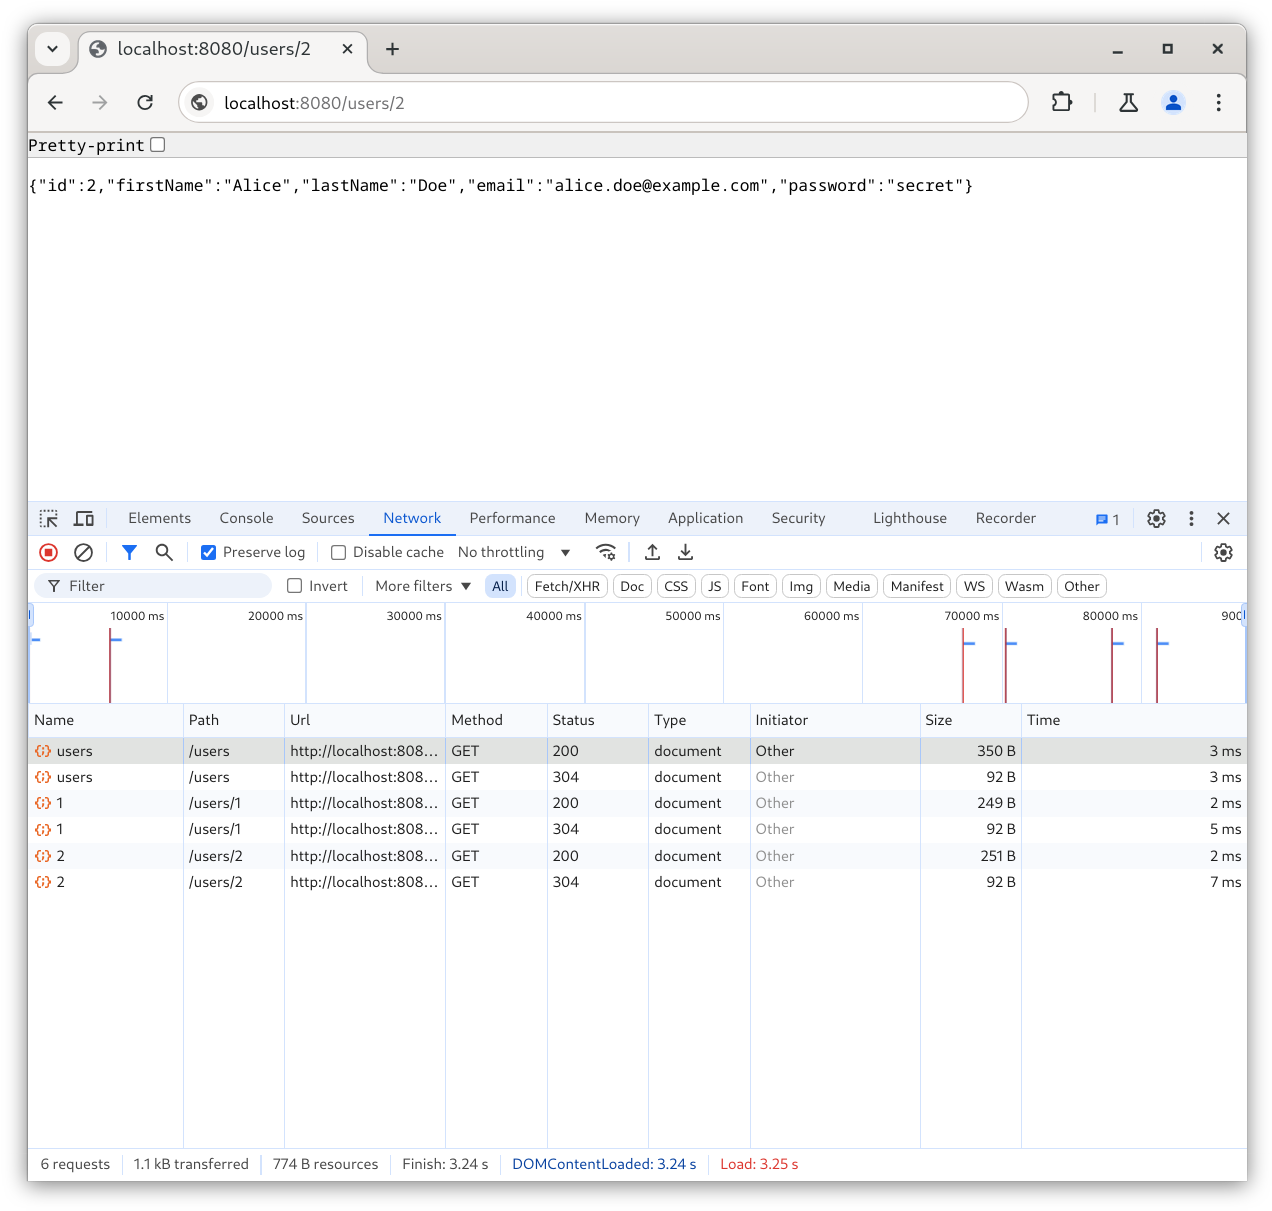 localhost:8080/users/2
localhost:8080/users/2
Pretty-print
{"id":2,"firstName":"Alice","lastName":"Doe","email":"alice.doe@example.com","password":"secret"}
Elements Console Sources Network Performance Memory Application Security Lighthouse Recorder 1
Preserve log Disable cache No throttling
Filter Invert More filters All Fetch/XHR Doc CSS JS Font Img Media Manifest WS Wasm Other
10000 ms 20000 ms 30000 ms 40000 ms 50000 ms 60000 ms 70000 ms 80000 ms 900
Name Path Url Method Status Type Initiator Size Time
users /users http://localhost:808... GET 200 document Other 350 B 3 ms
users /users http://localhost:808... GET 304 document Other 92 B 3 ms
1 /users/1 http://localhost:808... GET 200 document Other 249 B 2 ms
1 /users/1 http://localhost:808... GET 304 document Other 92 B 5 ms
2 /users/2 http://localhost:808... GET 200 document Other 251 B 2 ms
2 /users/2 http://localhost:808... GET 304 document Other 92 B 7 ms
6 requests 1.1 kB transferred 774 B resources Finish: 3.24 s DOMContentLoaded: 3.24 s Load: 3.25 s